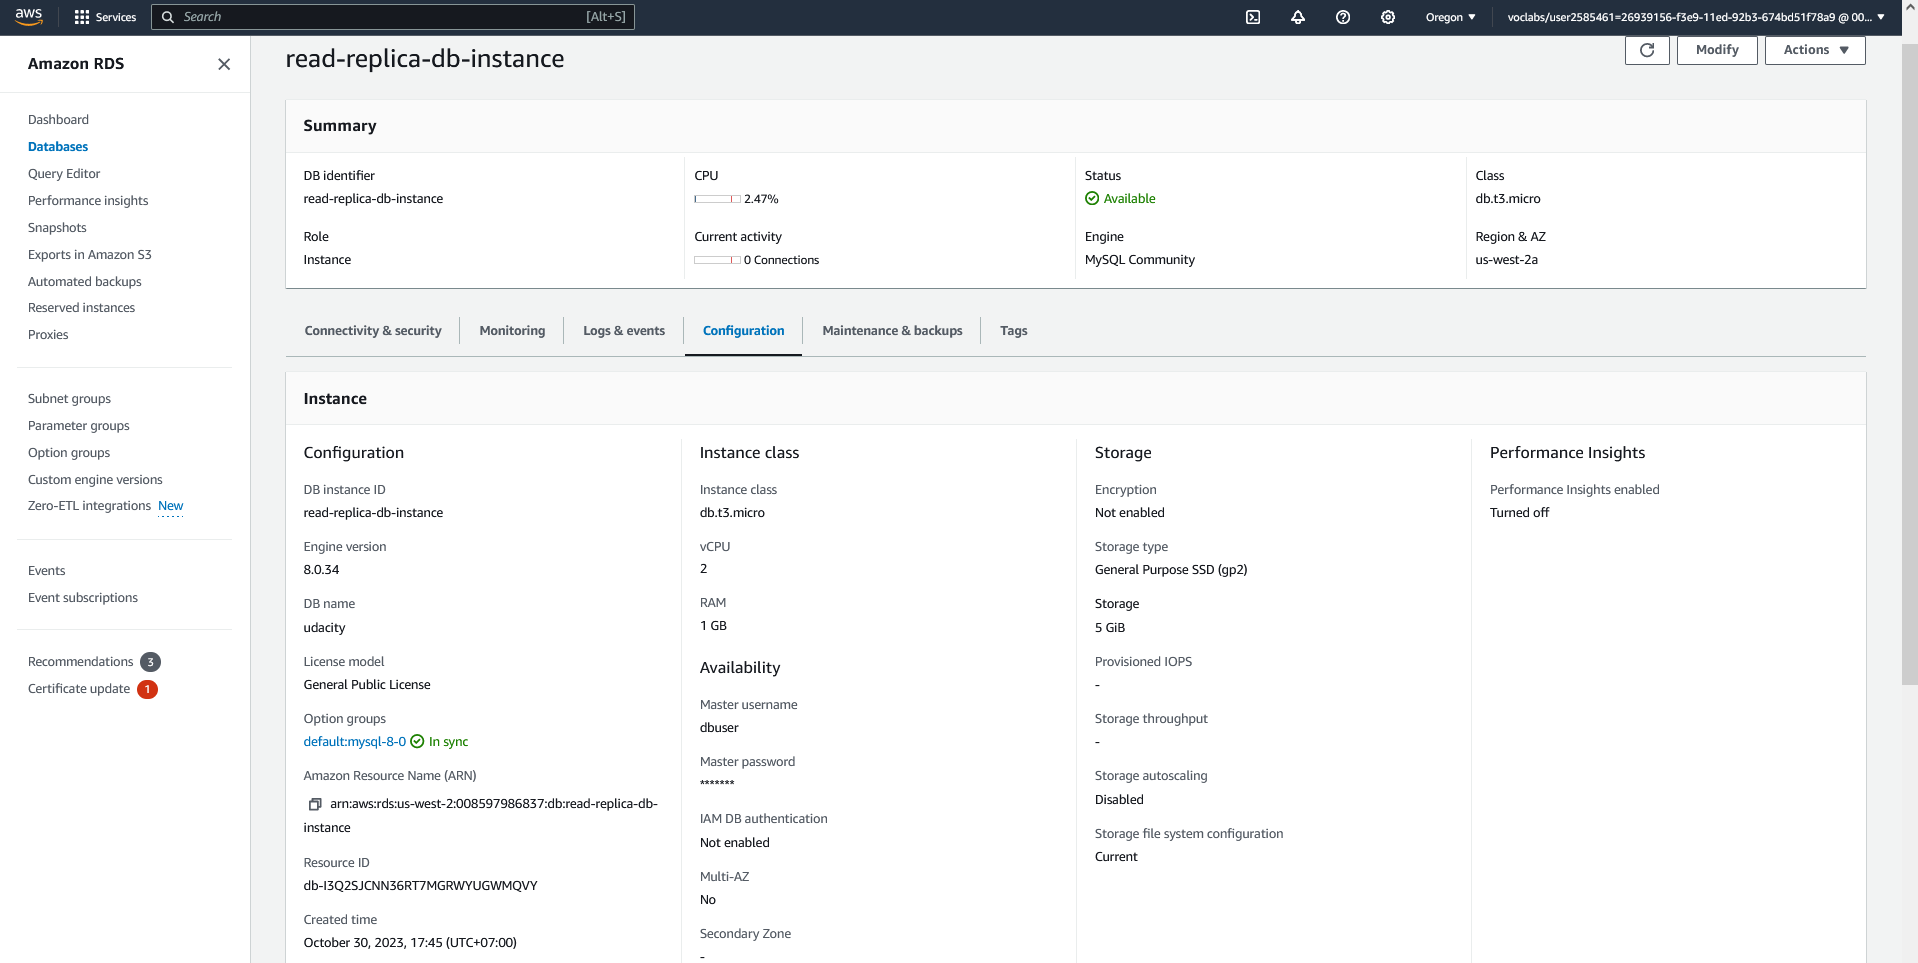 aws
Services
Search
[Alt+S]
Oregon ▼
voclabs/user2585461=26939156-f3e9-11ed-92b3-674bd51f78a9 @ 00... ▼
Amazon RDS
Dashboard
Databases
Query Editor
Performance insights
Snapshots
Exports in Amazon S3
Automated backups
Reserved instances
Proxies
Subnet groups
Parameter groups
Option groups
Custom engine versions
Zero-ETL integrations New
Events
Event subscriptions
Recommendations 3
Certificate update 1
read-replica-db-instance
Modify
Actions ▼
Summary
DB identifier
read-replica-db-instance
Role
Instance
CPU
2.47%
Current activity
0 Connections
Status
Available
Engine
MySQL Community
Class
db.t3.micro
Region & AZ
us-west-2a
Connectivity & security
Monitoring
Logs & events
Configuration
Maintenance & backups
Tags
Instance
Configuration
DB instance ID
read-replica-db-instance
Engine version
8.0.34
DB name
udacity
License model
General Public License
Option groups
default:mysql-8-0 In sync
Amazon Resource Name (ARN)
arn:aws:rds:us-west-2:008597986837:db:read-replica-db-
instance
Resource ID
db-I3Q2SJCNN36RT7MGRWYUGWMQVY
Created time
October 30, 2023, 17:45 (UTC+07:00)
Instance class
Instance class
db.t3.micro
vCPU
2
RAM
1 GB
Availability
Master username
dbuser
Master password
*******
IAM DB authentication
Not enabled
Multi-AZ
No
Secondary Zone
-
Storage
Encryption
Not enabled
Storage type
General Purpose SSD (gp2)
Storage
5 GiB
Provisioned IOPS
-
Storage throughput
-
Storage autoscaling
Disabled
Storage file system configuration
Current
Performance Insights
Performance Insights enabled
Turned off